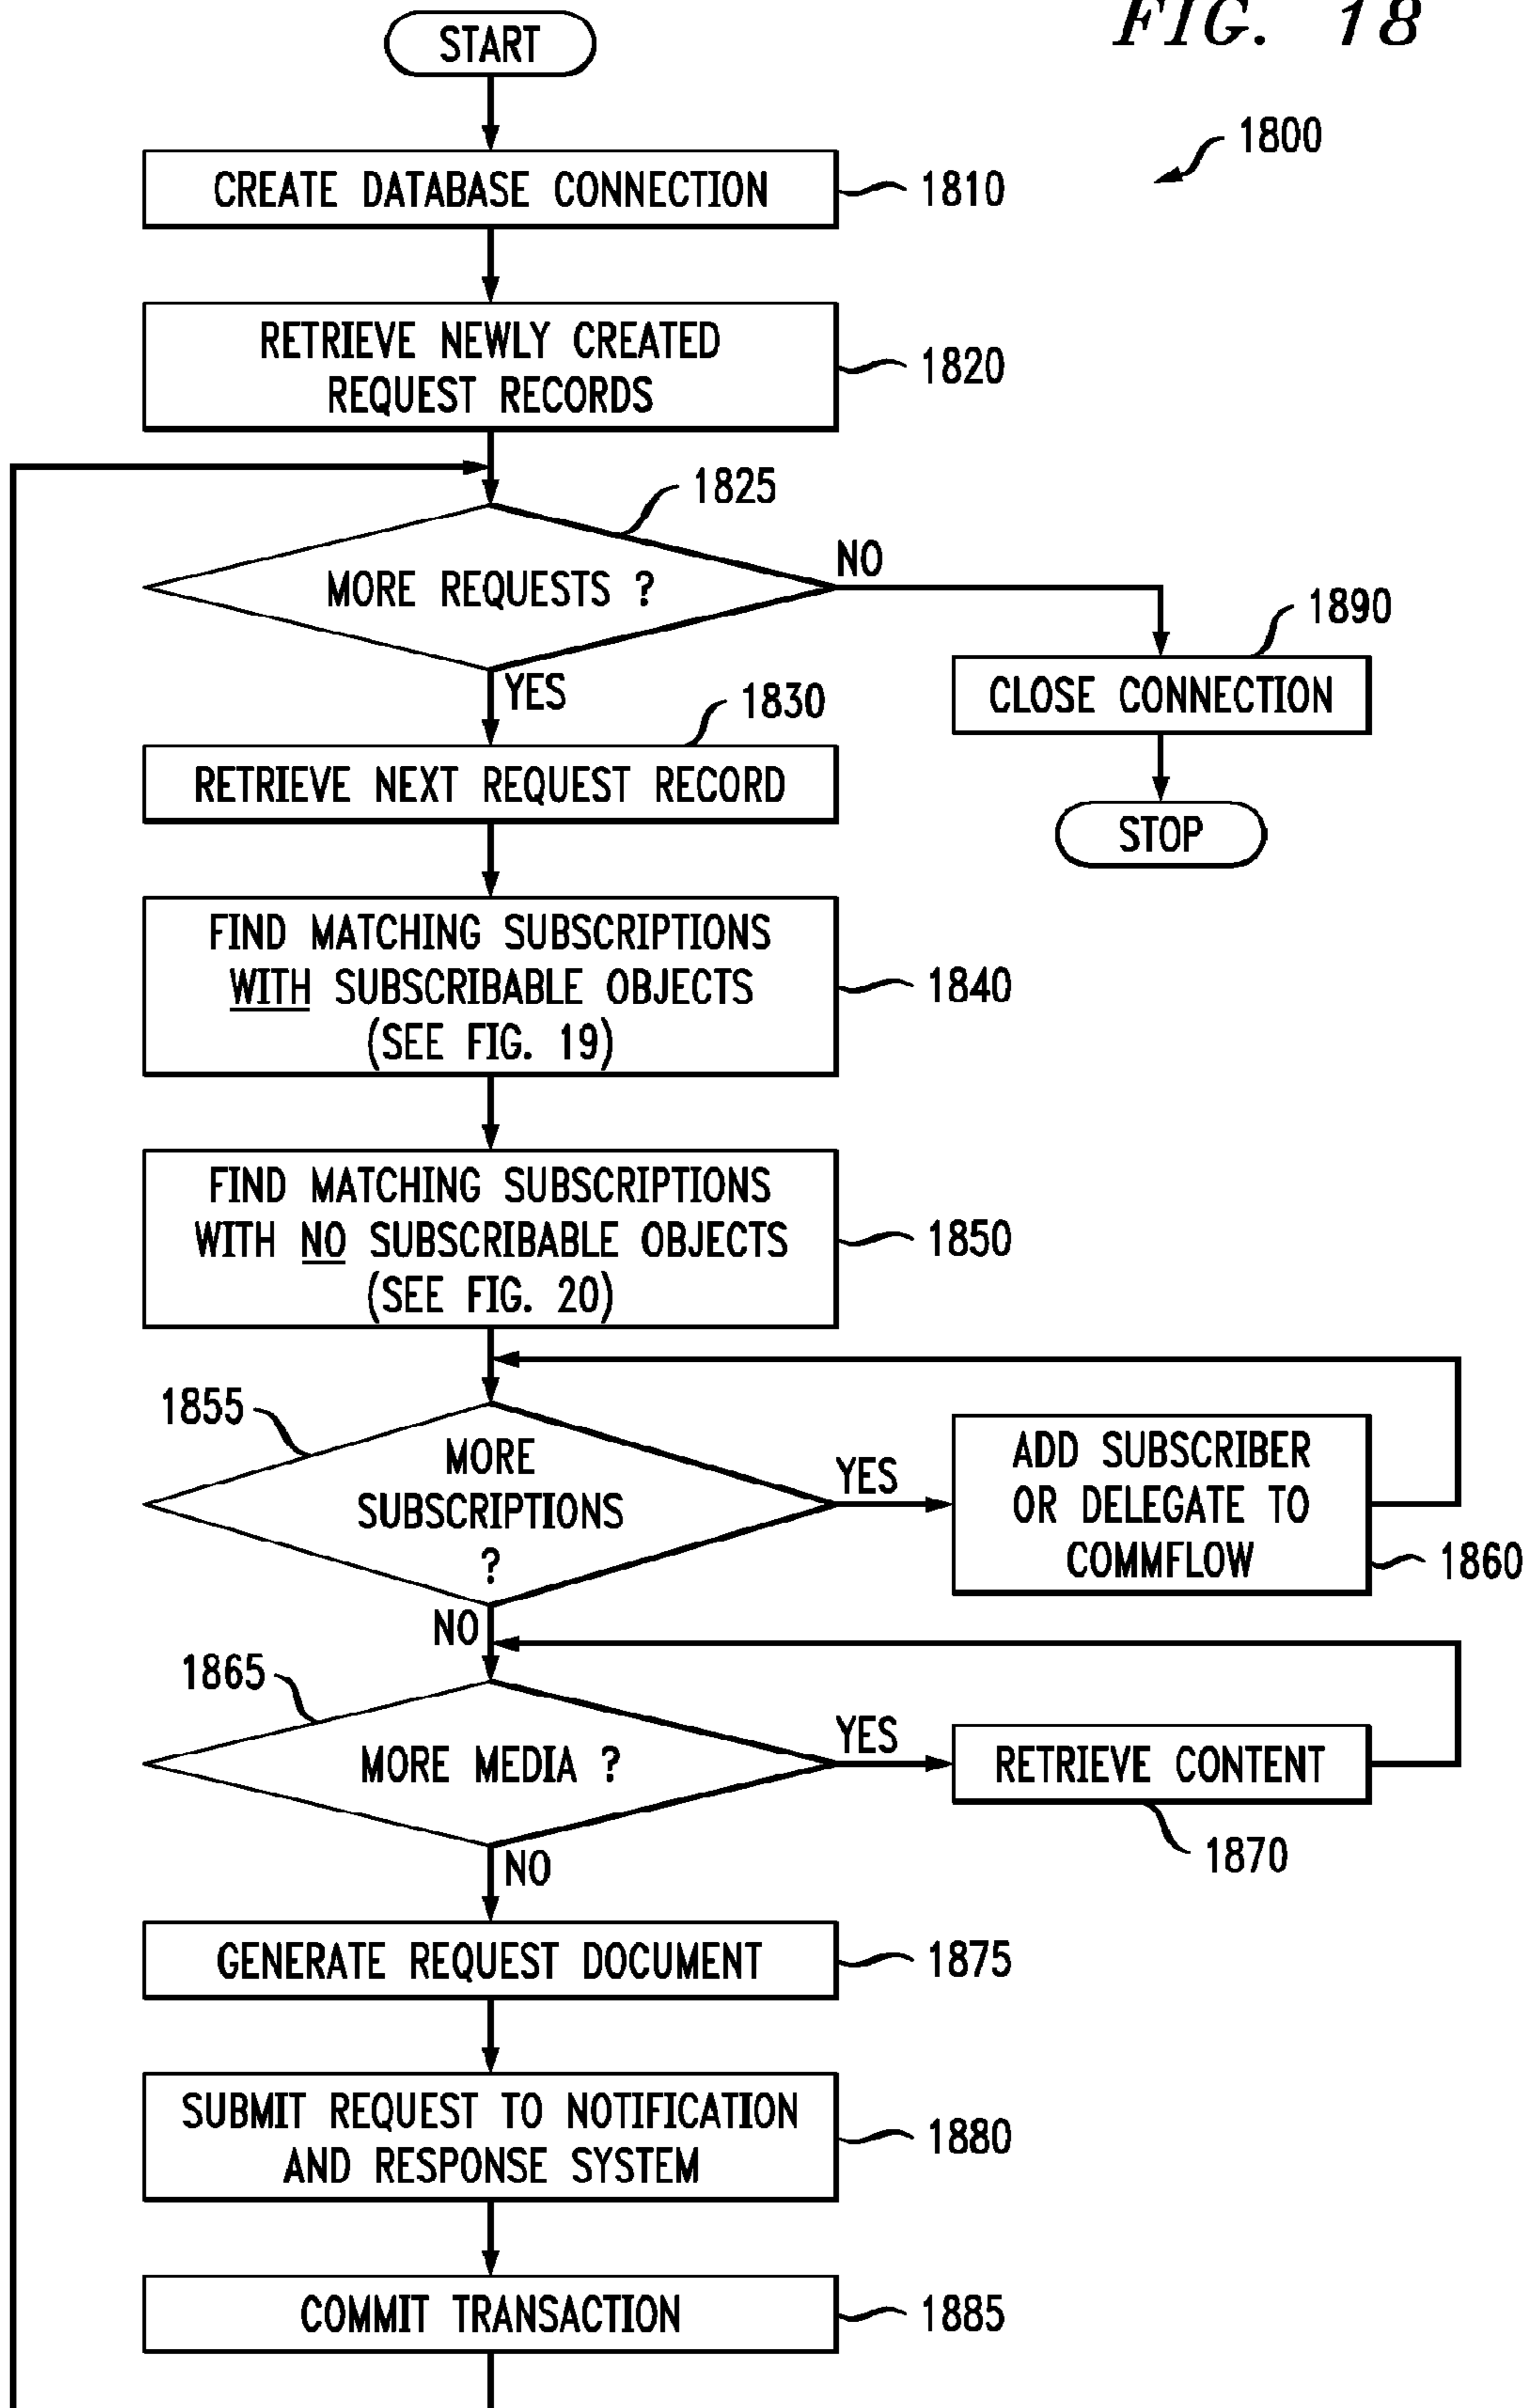 FIG. 18
START
1800
CREATE DATABASE CONNECTION
1810
RETRIEVE NEWLY CREATED
REQUEST RECORDS
1820
1825
MORE REQUESTS ?
NO
1890
CLOSE CONNECTION
STOP
YES
1830
RETRIEVE NEXT REQUEST RECORD
FIND MATCHING SUBSCRIPTIONS
WITH SUBSCRIBABLE OBJECTS
(SEE FIG. 19)
1840
FIND MATCHING SUBSCRIPTIONS
WITH NO SUBSCRIBABLE OBJECTS
(SEE FIG. 20)
1850
1855
MORE
SUBSCRIPTIONS
?
YES
ADD SUBSCRIBER
OR DELEGATE TO
COMMFLOW
1860
NO
1865
MORE MEDIA ?
YES
RETRIEVE CONTENT
1870
NO
GENERATE REQUEST DOCUMENT
1875
SUBMIT REQUEST TO NOTIFICATION
AND RESPONSE SYSTEM
1880
COMMIT TRANSACTION
1885